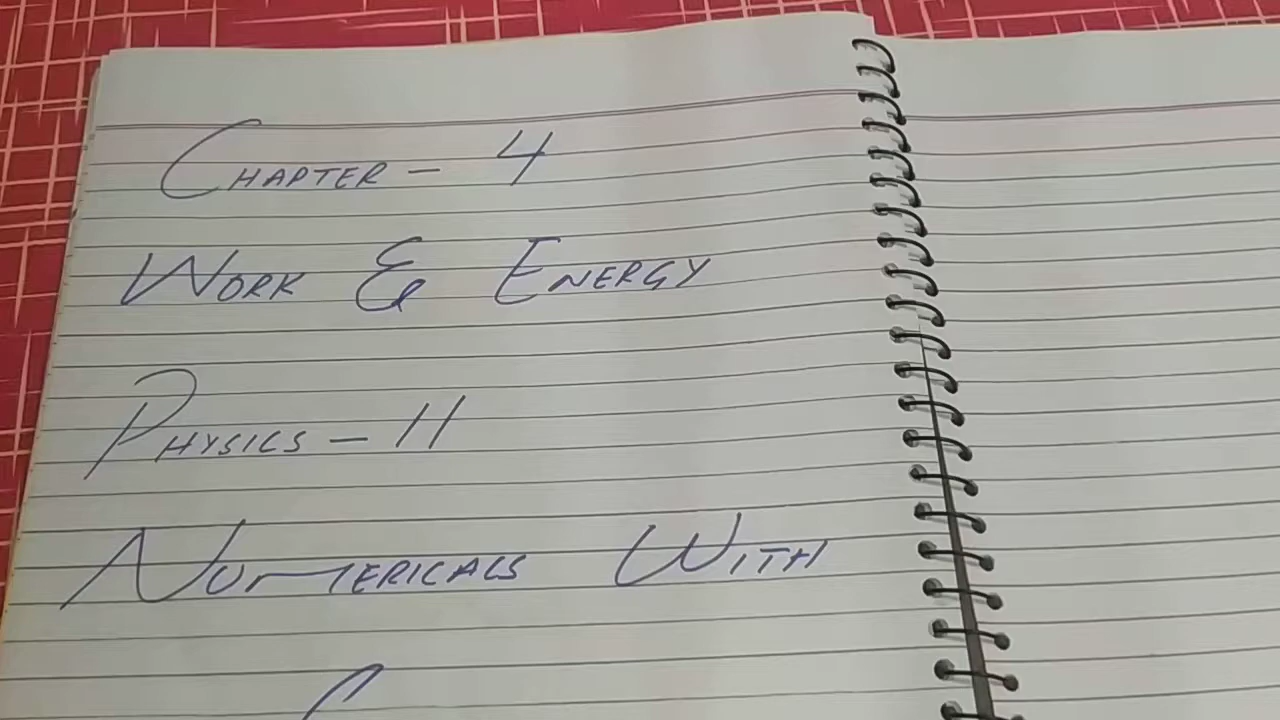 CHAPTER - 4
WORK & ENERGY
PHYSICS - 11
NUMERICALS WITH